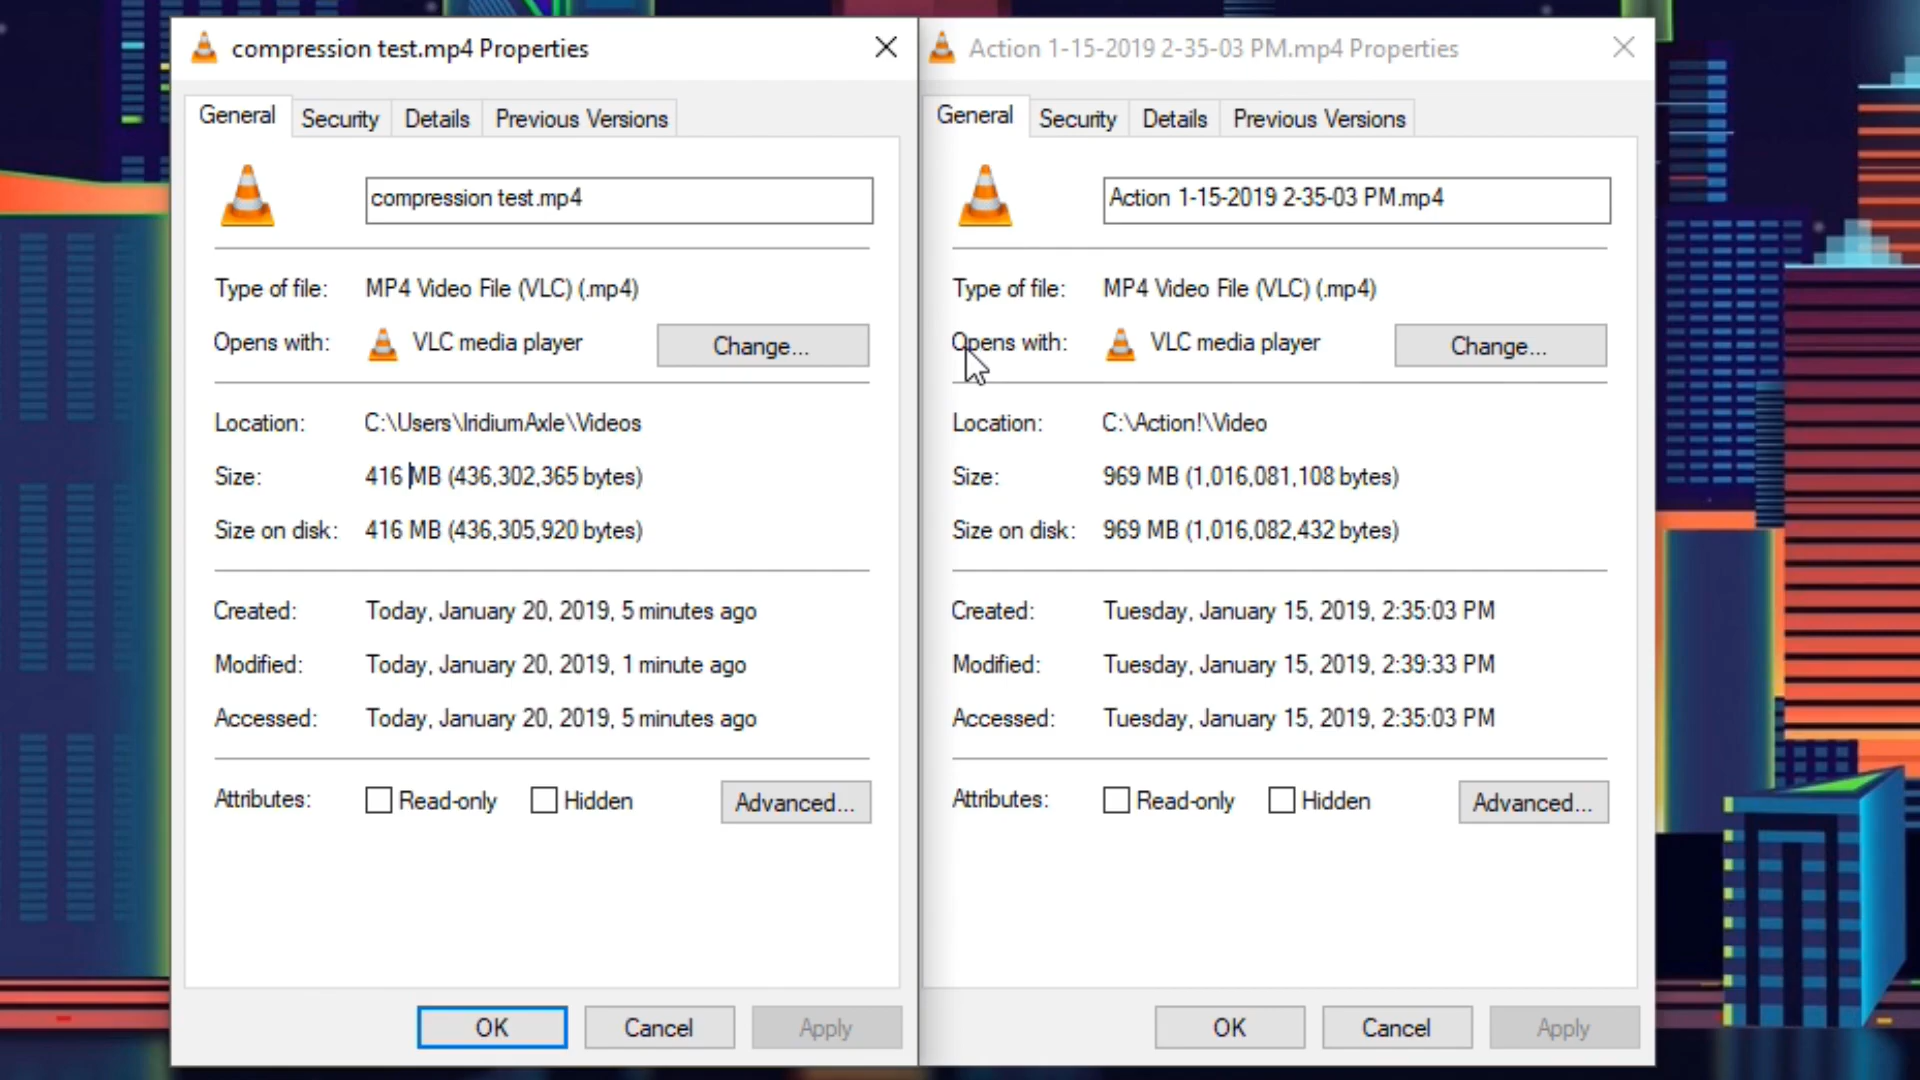 compression test.mp4 Properties
General Security Details Previous Versions
compression test.mp4
Type of file: MP4 Video File (VLC) (.mp4)
Opens with: VLC media player Change...
Location: C:\Users\IridiumAxle\Videos
Size: 416 MB (436,302,365 bytes)
Size on disk: 416 MB (436,305,920 bytes)
Created: Today, January 20, 2019, 5 minutes ago
Modified: Today, January 20, 2019, 1 minute ago
Accessed: Today, January 20, 2019, 5 minutes ago
Attributes: Read-only Hidden Advanced...
OK Cancel Apply
Action 1-15-2019 2-35-03 PM.mp4 Properties
General Security Details Previous Versions
Action 1-15-2019 2-35-03 PM.mp4
Type of file: MP4 Video File (VLC) (.mp4)
Opens with: VLC media player Change...
Location: C:\Action!\Video
Size: 969 MB (1,016,081,108 bytes)
Size on disk: 969 MB (1,016,082,432 bytes)
Created: Tuesday, January 15, 2019, 2:35:03 PM
Modified: Tuesday, January 15, 2019, 2:39:33 PM
Accessed: Tuesday, January 15, 2019, 2:35:03 PM
Attributes: Read-only Hidden Advanced...
OK Cancel Apply